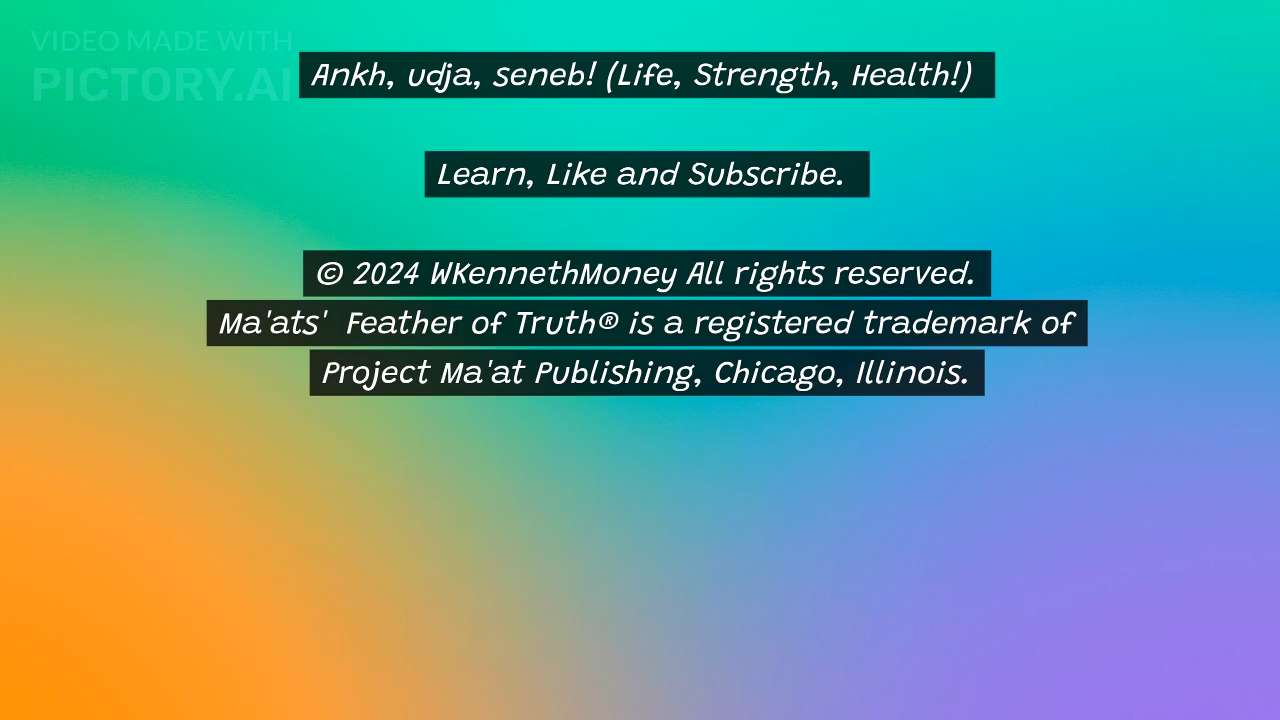 VIDEO MADE WITH
PICTORY.AI
Ankh, udja, seneb! (Life, Strength, Health!)
Learn, Like and Subscribe.
© 2024 WKennethMoney All rights reserved.
Ma'ats'  Feather of Truth® is a registered trademark of
Project Ma'at Publishing, Chicago, Illinois.